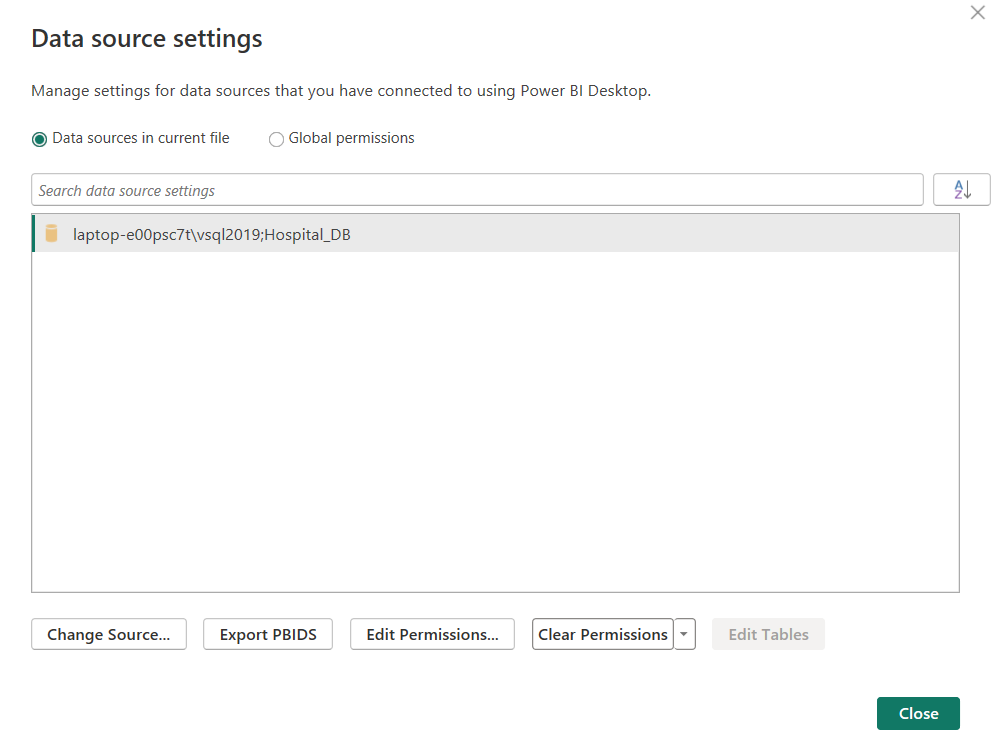 Data source settings
Manage settings for data sources that you have connected to using Power BI Desktop.
Data sources in current file
Global permissions
Search data source settings
A
Z
laptop-e00psc7t\vsql2019;Hospital_DB
Change Source...
Export PBIDS
Edit Permissions...
Clear Permissions
Edit Tables
Close